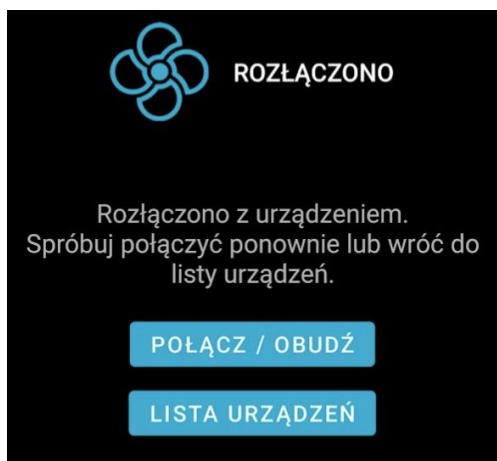 ROZŁĄCZONO
Rozłączono z urządzeniem.
Spróbuj połączyć ponownie lub wróć do
listy urządzeń.
POŁĄCZ / OBUDŹ
LISTA URZĄDZEŃ